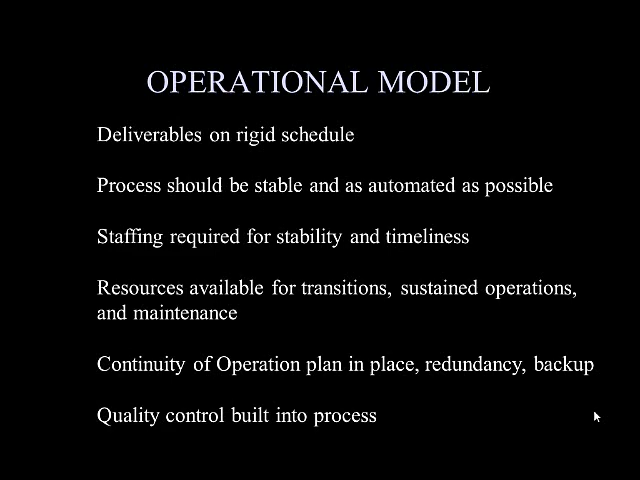 OPERATIONAL MODEL
Deliverables on rigid schedule
Process should be stable and as automated as possible
Staffing required for stability and timeliness
Resources available for transitions, sustained operations,
and maintenance
Continuity of Operation plan in place, redundancy, backup
Quality control built into process